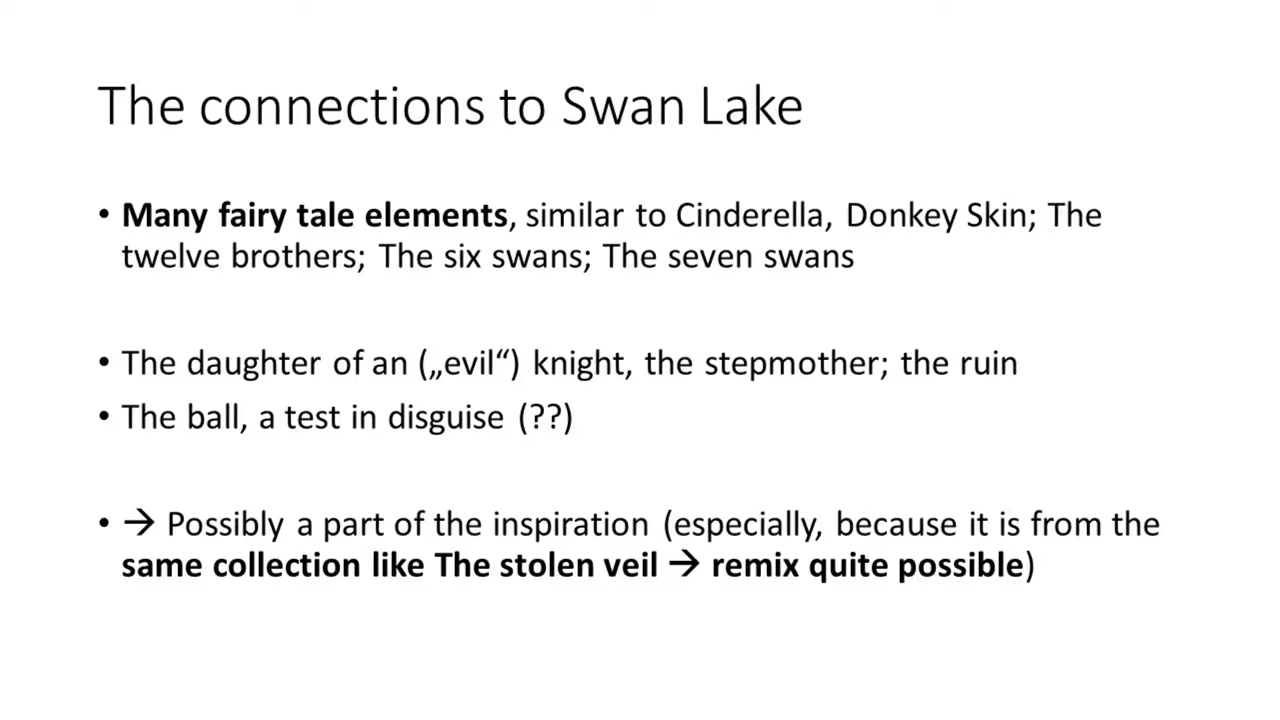 The connections to Swan Lake
• Many fairy tale elements, similar to Cinderella, Donkey Skin; The
twelve brothers; The six swans; The seven swans
• The daughter of an („evil“) knight, the stepmother; the ruin
• The ball, a test in disguise (??)
• → Possibly a part of the inspiration (especially, because it is from the
same collection like The stolen veil → remix quite possible)